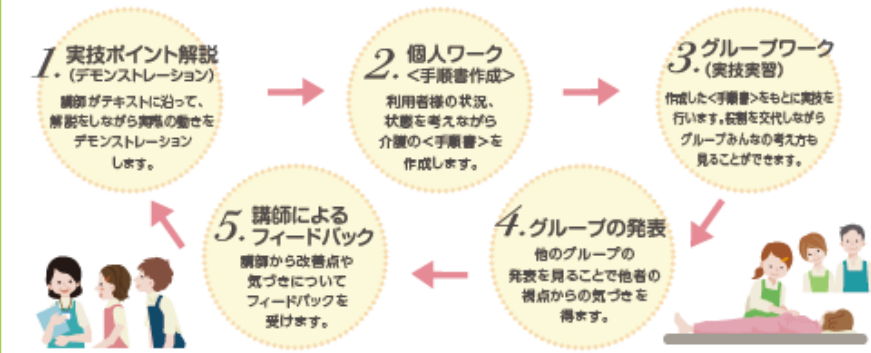 1. 実技ポイント解説
(デモンストレーション)
講師がテキストに沿って、
解説をしながら実際の動きを
デモンストレーション
します。
2. 個人ワーク
<手順書作成>
利用者様の状況、
状態を考えながら
介護の<手順書>を
作成します。
3. グループワーク
(実技実習)
作成した<手順書>をもとに実技を
行います。役割を交代しながら
グループみんなの考え方も
見ることができます。
4. グループの発表
他のグループの
発表を見ることで他者の
視点からの気づきを
得ます。
5. 講師による
フィードバック
講師から改善点や
気づきについて
フィードバックを
受けます。